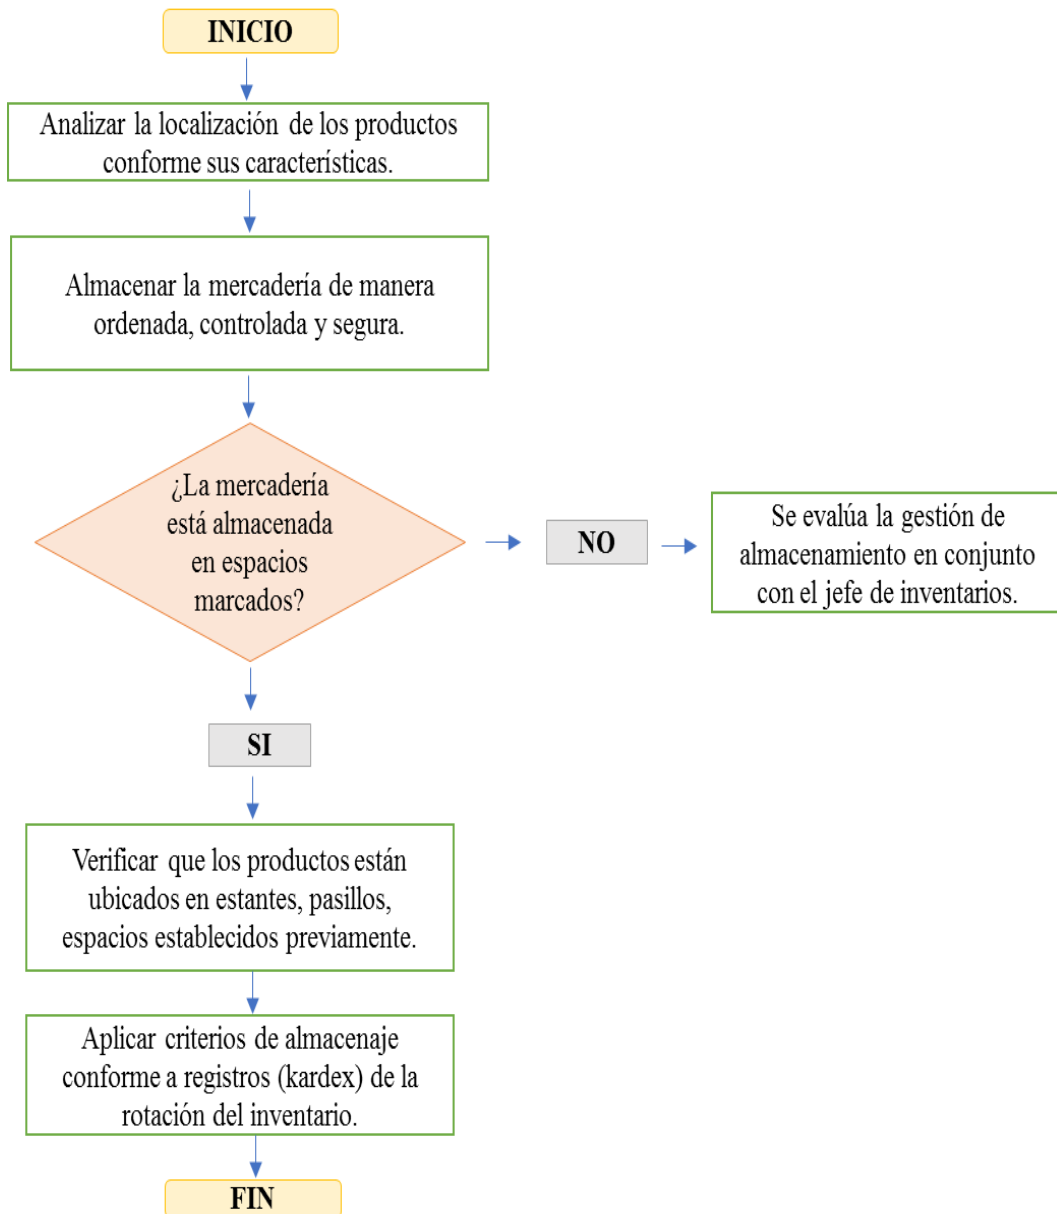 INICIO
Analizar la localización de los productos
conforme sus características.
Almacenar la mercadería de manera
ordenada, controlada y segura.
¿La mercadería
está almacenada
en espacios
marcados?
NO
Se evalúa la gestión de
almacenamiento en conjunto
con el jefe de inventarios.
SI
Verificar que los productos están
ubicados en estantes, pasillos,
espacios establecidos previamente.
Aplicar criterios de almacenaje
conforme a registros (kardex) de la
rotación del inventario.
FIN